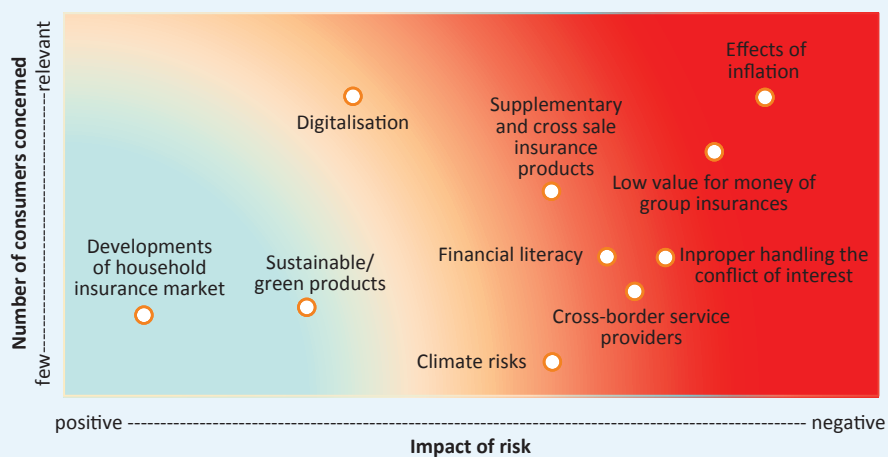 Number of consumers concerned
few-----------------------------------------relevant
Effects of
inflation
Digitalisation
Supplementary
and cross sale
insurance
products
Low value for money of
group insurances
Developments
of household
insurance market
Sustainable/
green products
Financial literacy
Inproper handling the
conflict of interest
Cross-border service
providers
Climate risks
positive ------------------------------------------------------------------------------------------------------- negative
Impact of risk